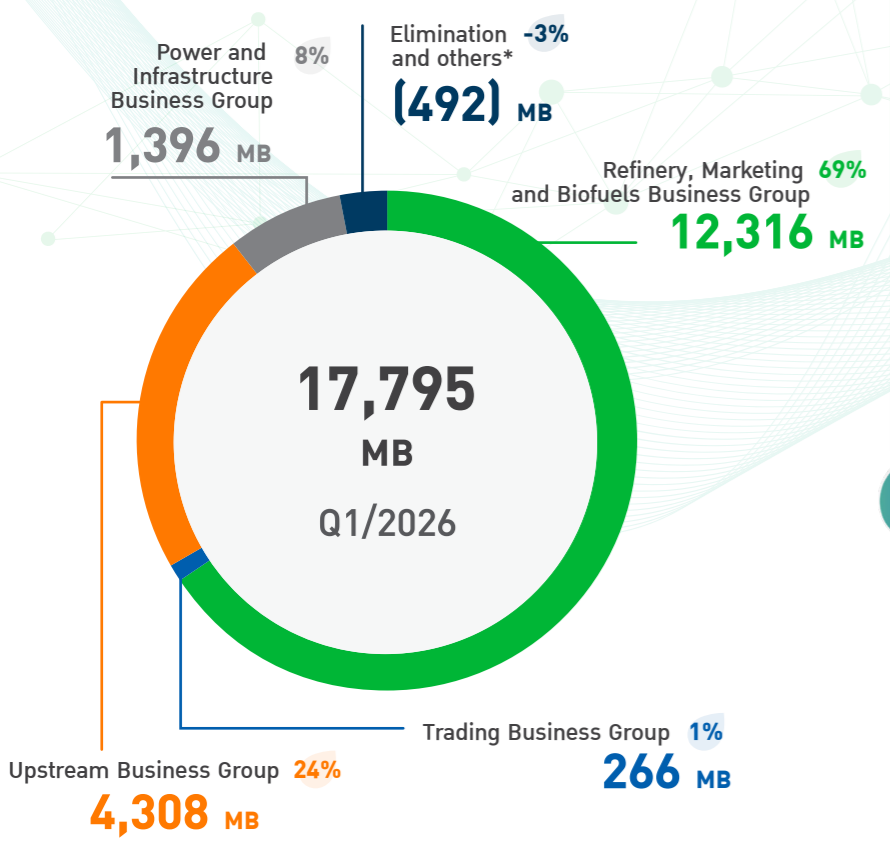 Elimination -3%
and others*
(492) MB
Power and 8%
Infrastructure
Business Group
1,396 MB
Refinery, Marketing 69%
and Biofuels Business Group
12,316 MB
17,795
MB
Q1/2026
Trading Business Group 1%
266 MB
Upstream Business Group 24%
4,308 MB